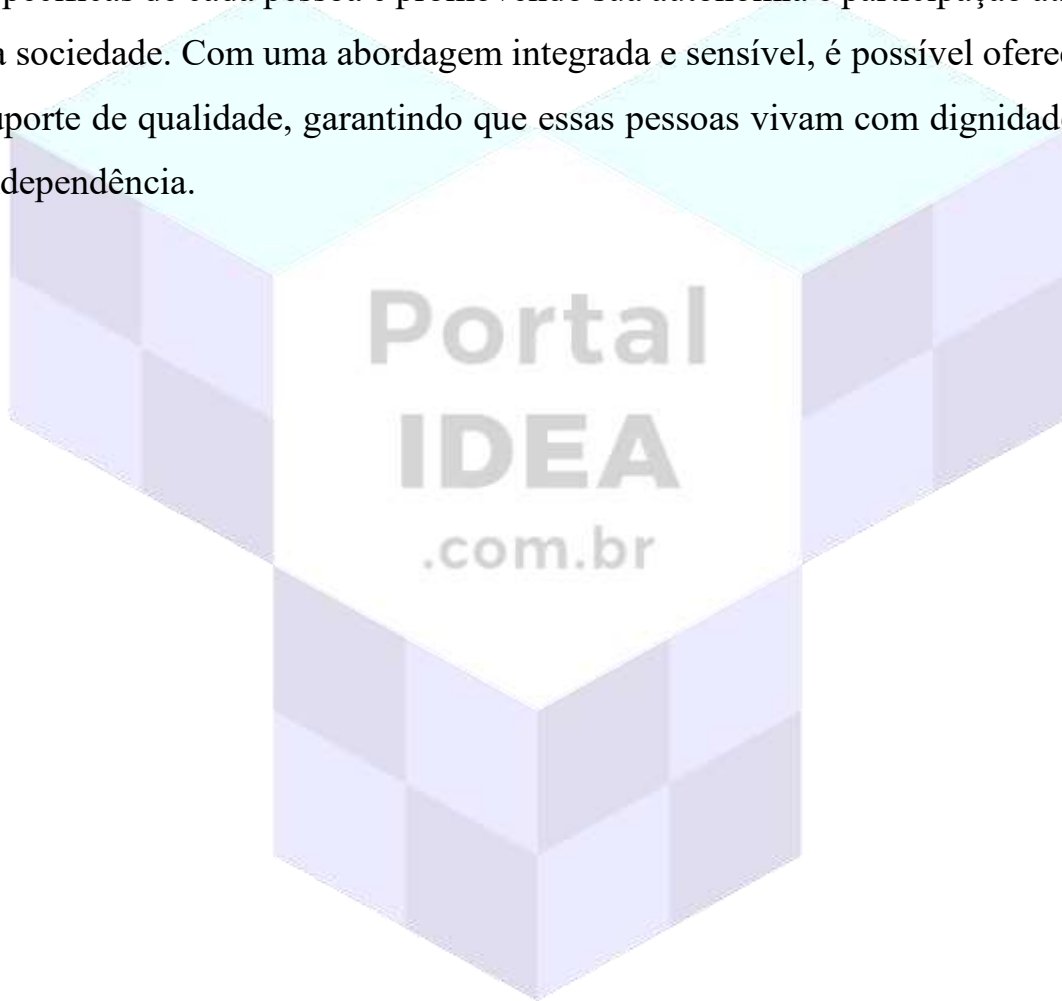 a sociedade. Com uma abordagem integrada e sensível, é possível oferec
uporte de qualidade, garantindo que essas pessoas vivam com dignidad
dependência.
Portal
IDEA
.com.br